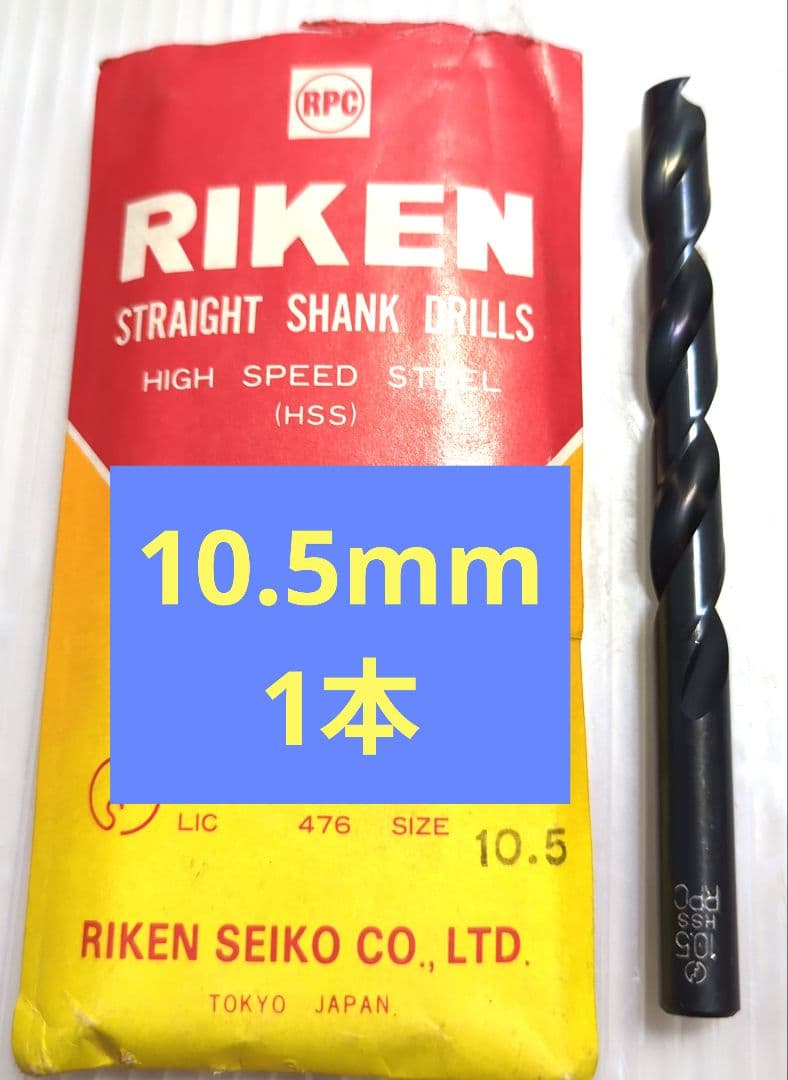 RPC
RIKEN
STRAIGHT SHANK DRILLS
HIGH SPEED STEEL
(HSS)
10.5mm
1本
LIC 476 SIZE 10.5
RIKEN SEIKO CO., LTD.
TOKYO JAPAN
RPC
HSS
10.5